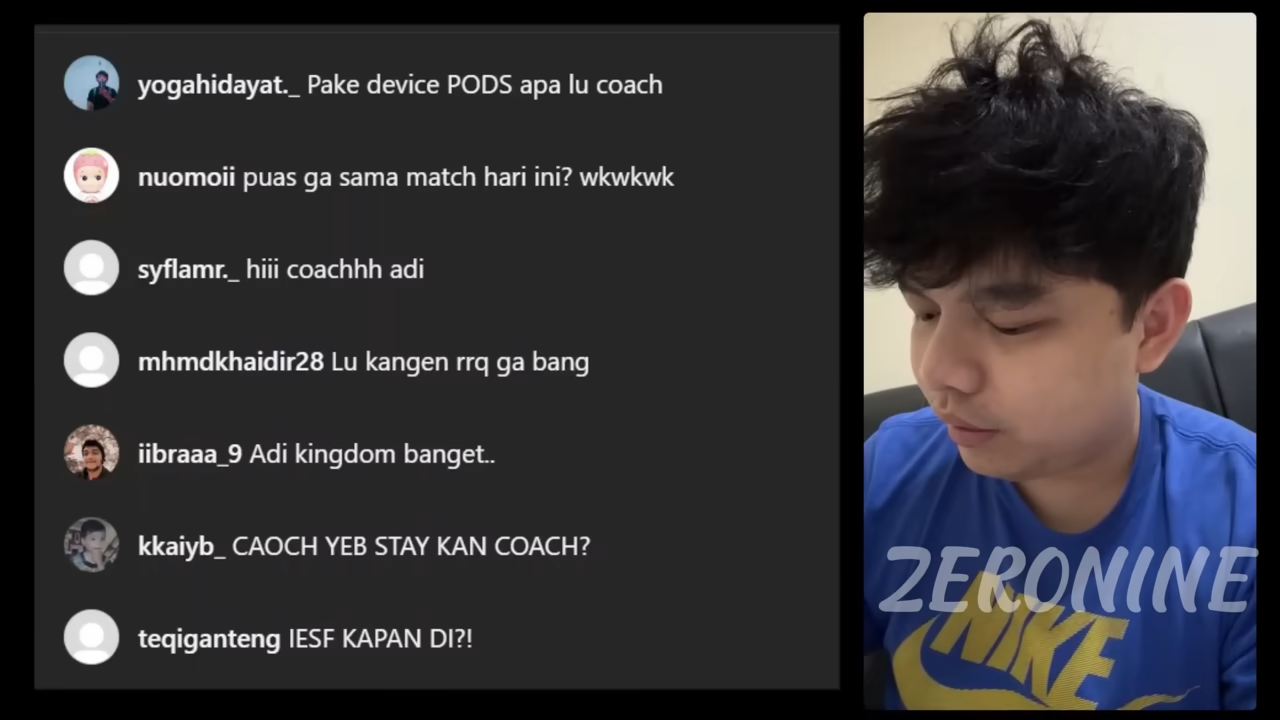 yogahidayat._ Pake device PODS apa lu coach
nuomoii puas ga sama match hari ini? wkwkwk
syflamr._ hiii coachhh adi
mhmdkhaidir28 Lu kangen rrq ga bang
iibraaa_9 Adi kingdom banget..
kkaiyb_ CAOCH YEB STAY KAN COACH?
teqiganteng IESF KAPAN DI?!
ZERONINE
NIKE